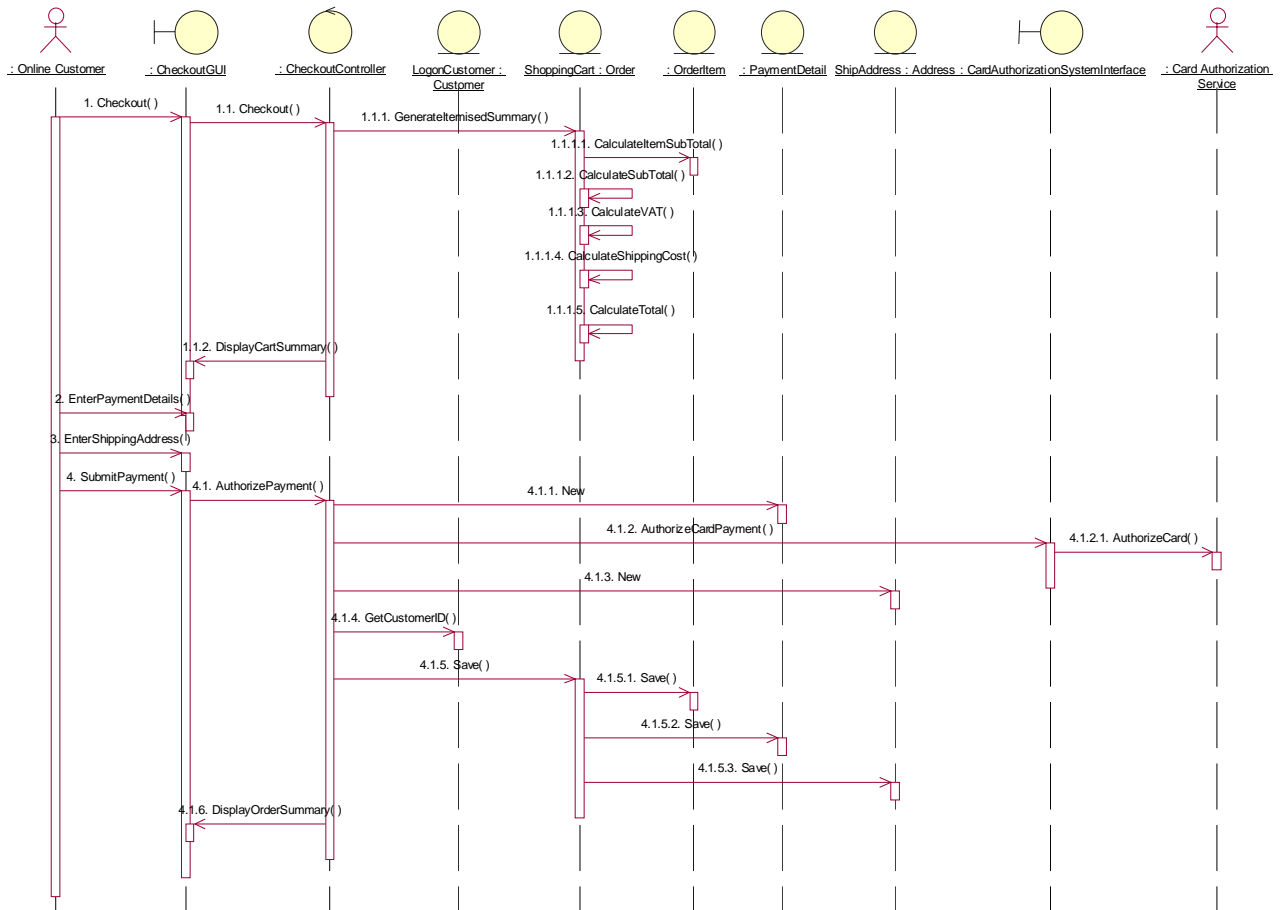 : Online Customer
: CheckoutGUI
: CheckoutController
LogonCustomer :
Customer
ShoppingCart : Order
: OrderItem
: PaymentDetail
ShipAddress : Address
: CardAuthorizationSystemInterface
: Card Authorization
Service
1. Checkout( )
1.1. Checkout( )
1.1.1. GenerateItemisedSummary( )
1.1.1.1. CalculateItemSubTotal( )
1.1.1.2. CalculateSubTotal( )
1.1.1.3. CalculateVAT( )
1.1.1.4. CalculateShippingCost( )
1.1.1.5. CalculateTotal( )
1.1.2. DisplayCartSummary( )
2. EnterPaymentDetails( )
3. EnterShippingAddress( )
4. SubmitPayment( )
4.1. AuthorizePayment( )
4.1.1. New
4.1.2. AuthorizeCardPayment( )
4.1.2.1. AuthorizeCard( )
4.1.3. New
4.1.4. GetCustomerID( )
4.1.5. Save( )
4.1.5.1. Save( )
4.1.5.2. Save( )
4.1.5.3. Save( )
4.1.6. DisplayOrderSummary( )